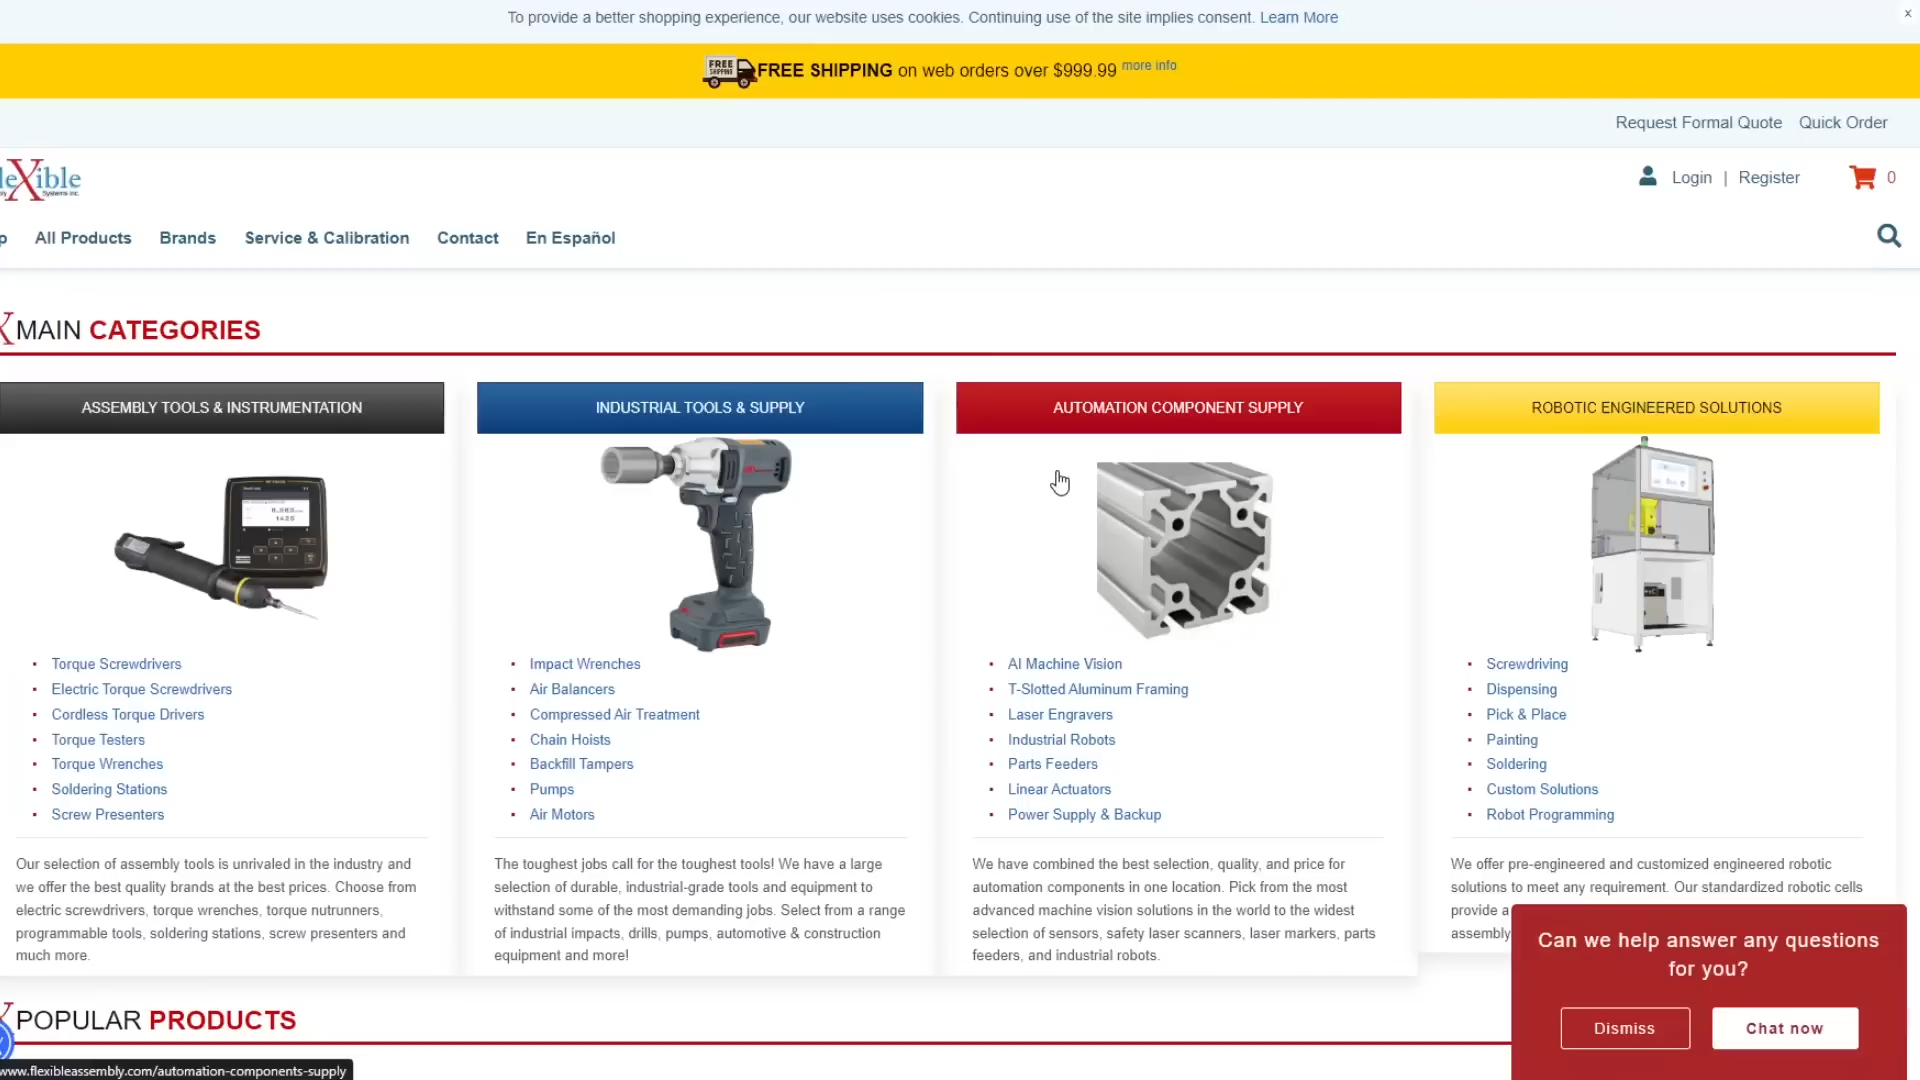 To provide a better shopping experience, our website uses cookies. Continuing use of the site implies consent. Learn More
x
FREE SHIPPING
FREE SHIPPING on web orders over $999.99 more info
Request Formal Quote Quick Order
leXible
Systems Inc.
Login | Register
0
p All Products Brands Service & Calibration Contact En Español
X MAIN CATEGORIES
ASSEMBLY TOOLS & INSTRUMENTATION
Torque Screwdrivers
Electric Torque Screwdrivers
Cordless Torque Drivers
Torque Testers
Torque Wrenches
Soldering Stations
Screw Presenters
Our selection of assembly tools is unrivaled in the industry and
we offer the best quality brands at the best prices. Choose from
electric screwdrivers, torque wrenches, torque nutrunners,
programmable tools, soldering stations, screw presenters and
much more.
INDUSTRIAL TOOLS & SUPPLY
Impact Wrenches
Air Balancers
Compressed Air Treatment
Chain Hoists
Backfill Tampers
Pumps
Air Motors
The toughest jobs call for the toughest tools! We have a large
selection of durable, industrial-grade tools and equipment to
withstand some of the most demanding jobs. Select from a range
of industrial impacts, drills, pumps, automotive & construction
equipment and more!
AUTOMATION COMPONENT SUPPLY
AI Machine Vision
T-Slotted Aluminum Framing
Laser Engravers
Industrial Robots
Parts Feeders
Linear Actuators
Power Supply & Backup
We have combined the best selection, quality, and price for
automation components in one location. Pick from the most
advanced machine vision solutions in the world to the widest
selection of sensors, safety laser scanners, laser markers, parts
feeders, and industrial robots.
ROBOTIC ENGINEERED SOLUTIONS
Screwdriving
Dispensing
Pick & Place
Painting
Soldering
Custom Solutions
Robot Programming
We offer pre-engineered and customized engineered robotic
solutions to meet any requirement. Our standardized robotic cells
provide a
assembly
Can we help answer any questions
for you?
Dismiss Chat now
X POPULAR PRODUCTS
www.flexibleassembly.com/automation-components-supply